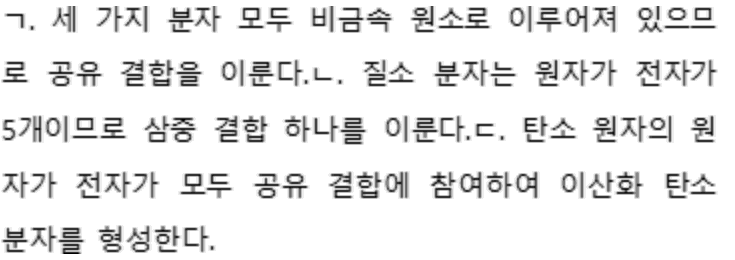 ㄱ. 세 가지 분자 모두 비금속 원소로 이루어져 있으므
로 공유 결합을 이룬다.ㄴ. 질소 분자는 원자가 전자가
5개이므로 삼중 결합 하나를 이룬다.ㄷ. 탄소 원자의 원
자가 전자가 모두 공유 결합에 참여하여 이산화 탄소
분자를 형성한다.